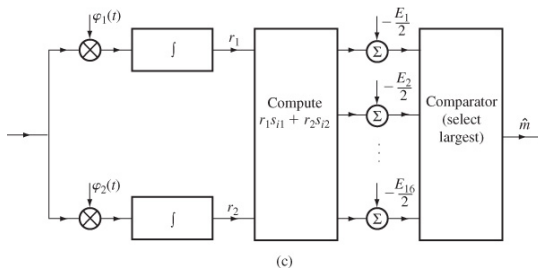 φ₁(t)
∫
r₁
Compute
r₁sᵢ₁ + r₂sᵢ₂
−E₁/2
Σ
−E₂/2
Σ
⋮
−E₁₆/2
Σ
Comparator
(select
largest)
m̂
φ₂(t)
∫
r₂
(c)